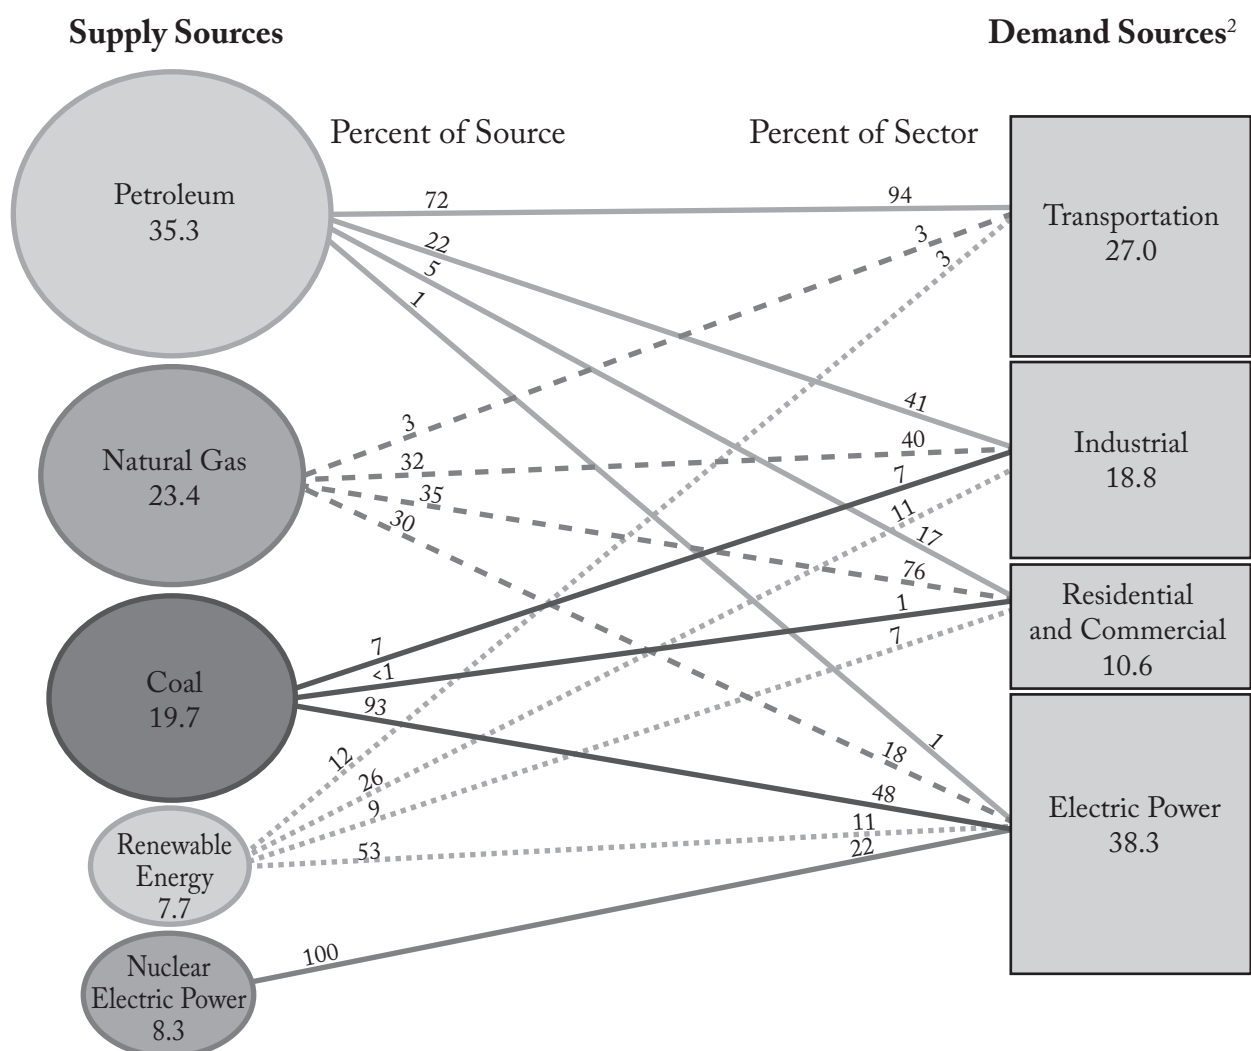 Supply Sources
Demand Sources²
Percent of Source
Percent of Sector
Petroleum
35.3
72
22
5
1
Natural Gas
23.4
3
32
35
30
Coal
19.7
7
<1
93
Renewable
Energy
7.7
12
26
9
53
Nuclear
Electric Power
8.3
100
94
3
3
Transportation
27.0
41
40
7
11
Industrial
18.8
17
76
1
7
Residential
and Commercial
10.6
1
18
48
11
22
Electric Power
38.3